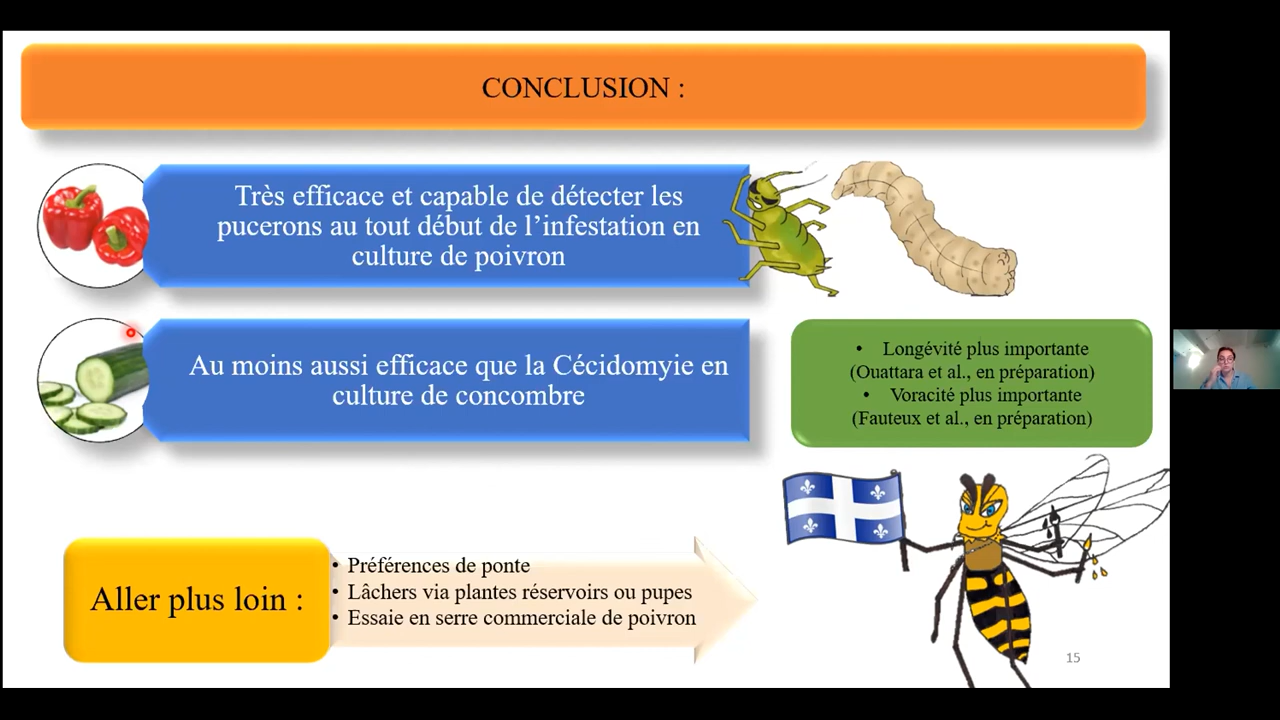 CONCLUSION :
Très efficace et capable de détecter les
pucerons au tout début de l’infestation en
culture de poivron
Au moins aussi efficace que la Cécidomyie en
culture de concombre
• Longévité plus importante
(Ouattara et al., en préparation)
• Voracité plus importante
(Fauteux et al., en préparation)
Aller plus loin :
• Préférences de ponte
• Lâchers via plantes réservoirs ou pupes
• Essaie en serre commerciale de poivron
15